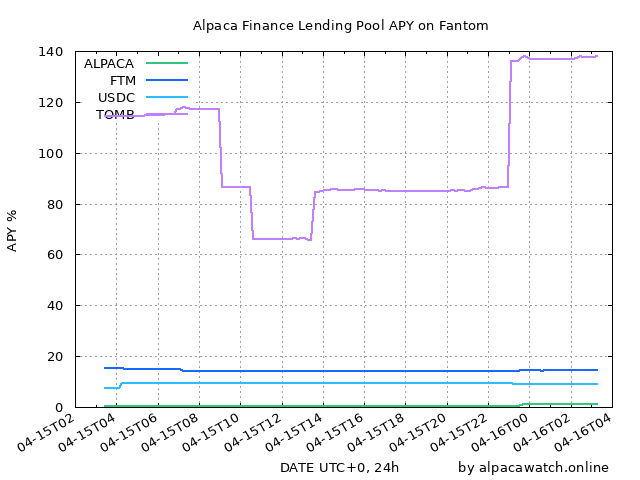 Alpaca Finance Lending Pool APY on Fantom
140
120
100
80
60
40
20
0
APY %
ALPACA
FTM
USDC
TOMB
04-15T02
04-15T04
04-15T06
04-15T08
04-15T10
04-15T12
04-15T14
04-15T16
04-15T18
04-15T20
04-15T22
04-16T00
04-16T02
04-16T04
DATE UTC+0, 24h
by alpacawatch.online